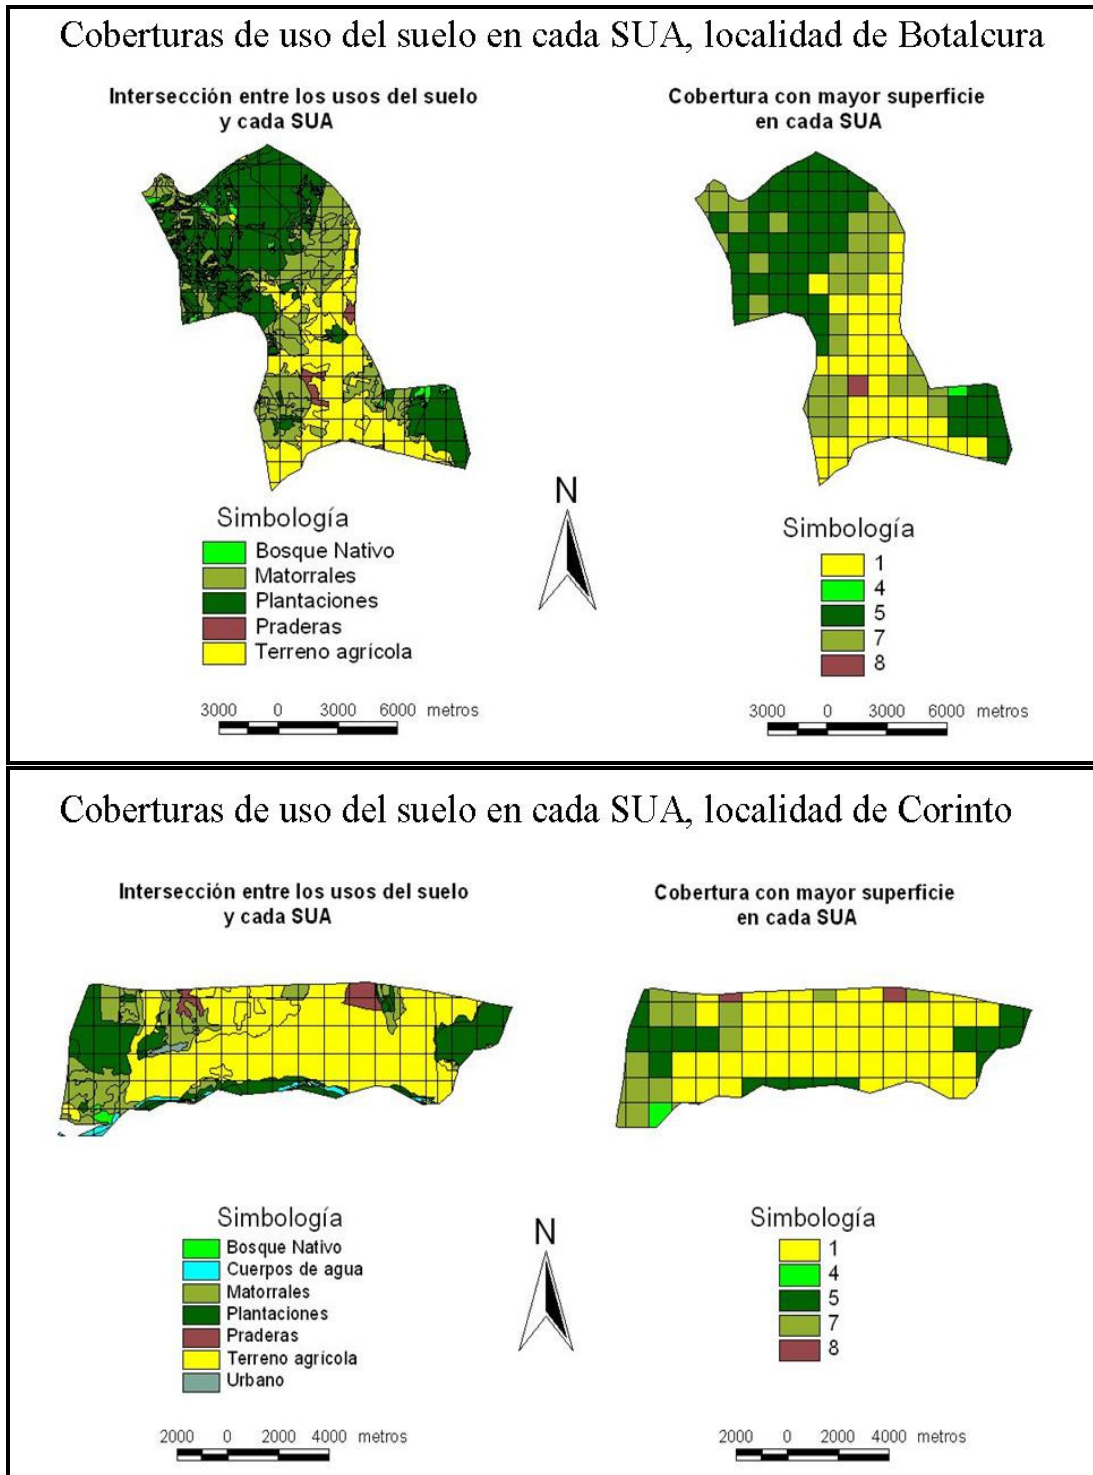 Coberturas de uso del suelo en cada SUA, localidad de Botalcura
Intersección entre los usos del suelo
y cada SUA
Cobertura con mayor superficie
en cada SUA
Simbología
Bosque Nativo
Matorrales
Plantaciones
Praderas
Terreno agrícola
3000 0 3000 6000 metros
N
Simbología
1
4
5
7
8
3000 0 3000 6000 metros
Coberturas de uso del suelo en cada SUA, localidad de Corinto
Intersección entre los usos del suelo
y cada SUA
Cobertura con mayor superficie
en cada SUA
Simbología
Bosque Nativo
Cuerpos de agua
Matorrales
Plantaciones
Praderas
Terreno agrícola
Urbano
2000 0 2000 4000 metros
N
Simbología
1
4
5
7
8
2000 0 2000 4000 metros